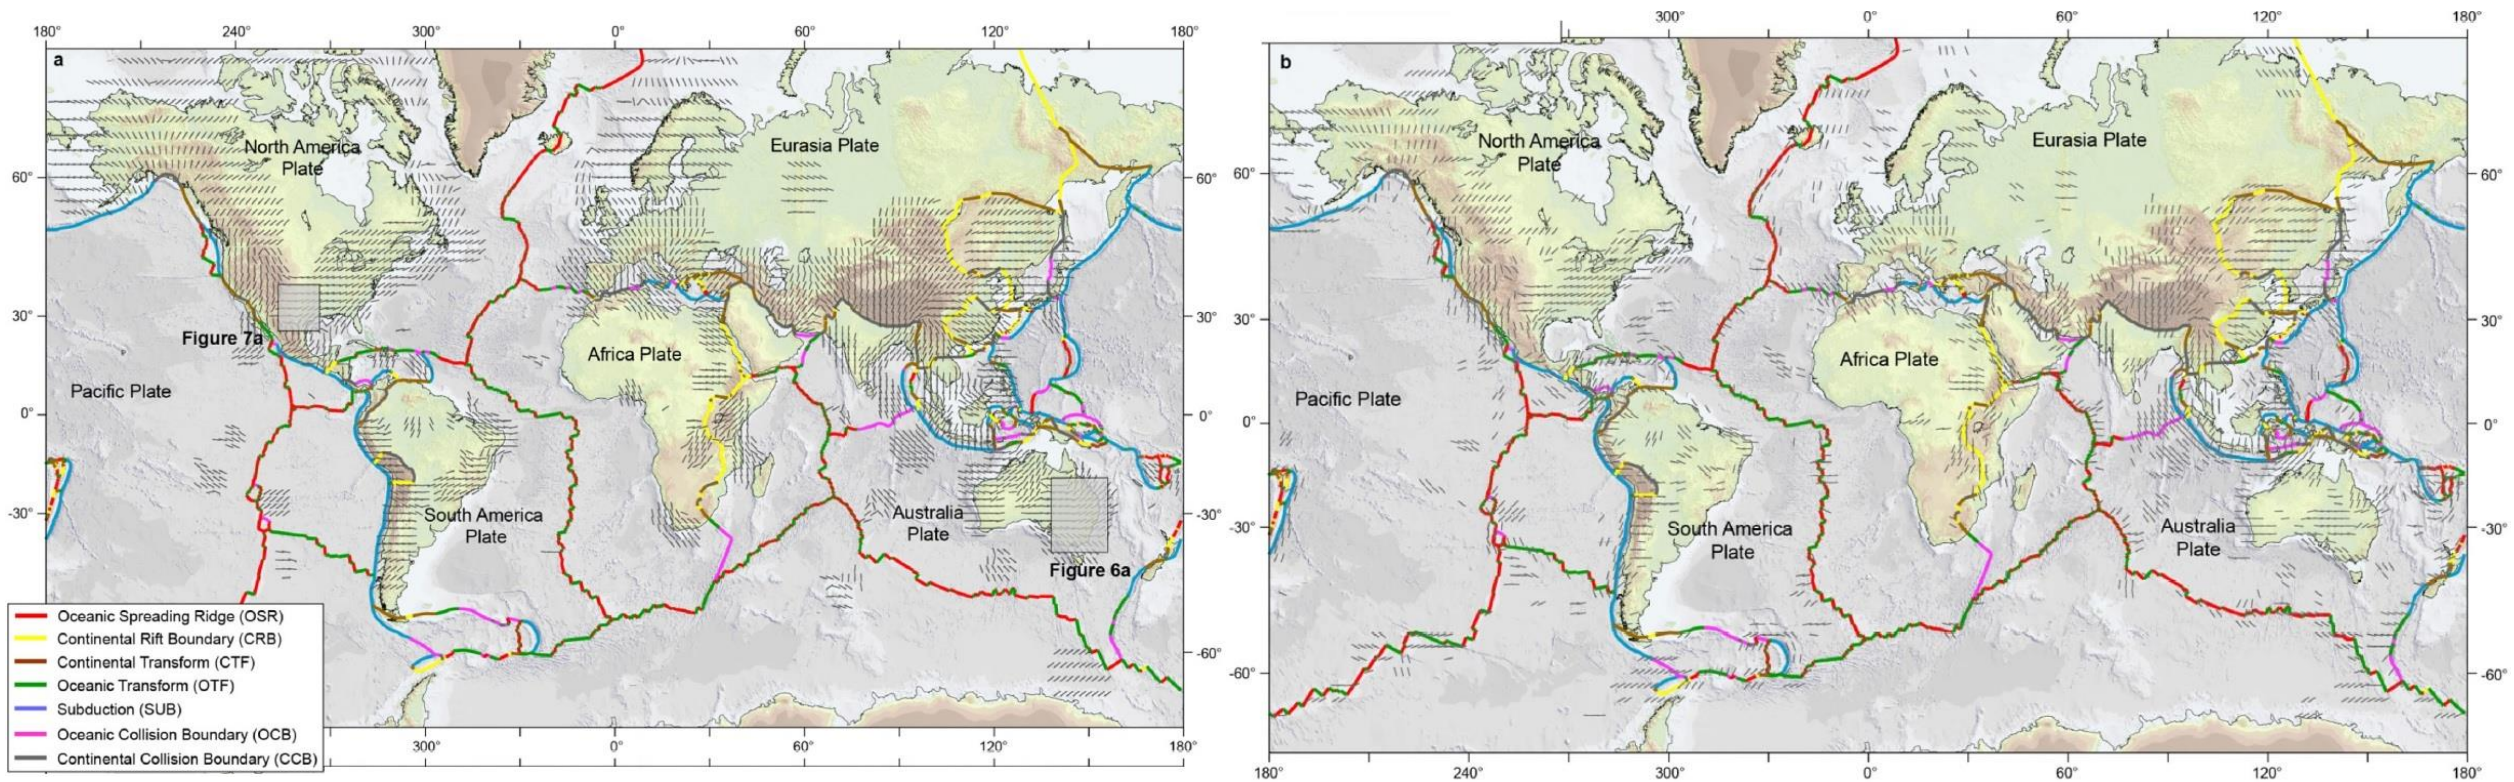 180°
240°
300°
0°
60°
120°
180°
a
60°
30°
0°
-30°
60°
30°
0°
-30°
-60°
North America
Plate
Eurasia Plate
Figure 7a
Africa Plate
Pacific Plate
South America
Plate
Australia
Plate
Figure 6a
Oceanic Spreading Ridge (OSR)
Continental Rift Boundary (CRB)
Continental Transform (CTF)
Oceanic Transform (OTF)
Subduction (SUB)
Oceanic Collision Boundary (OCB)
Continental Collision Boundary (CCB)
300°
0°
60°
120°
180°
300°
0°
60°
120°
180°
b
60°
30°
0°
-30°
-60°
60°
30°
0°
-30°
-60°
North America
Plate
Eurasia Plate
Africa Plate
Pacific Plate
South America
Plate
Australia
Plate
180°
240°
300°
0°
60°
120°
180°